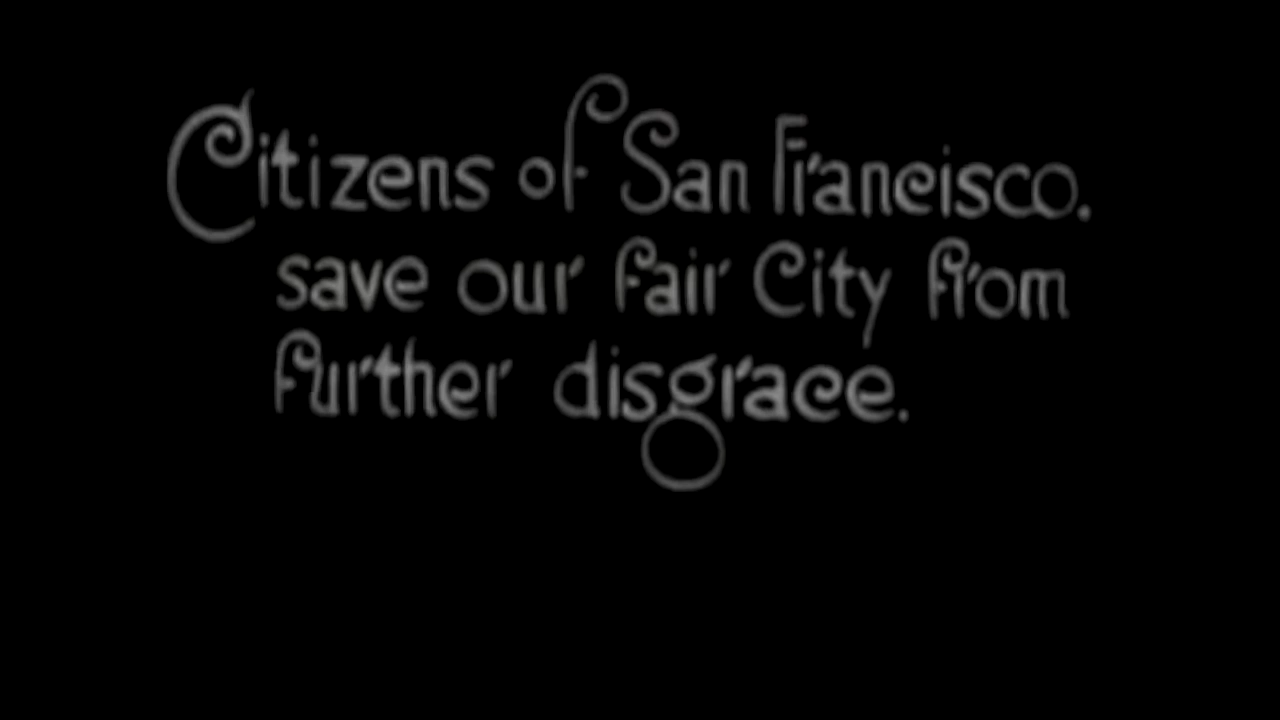 Citizens of San Francisco.
save our fair City from
further disgrace.